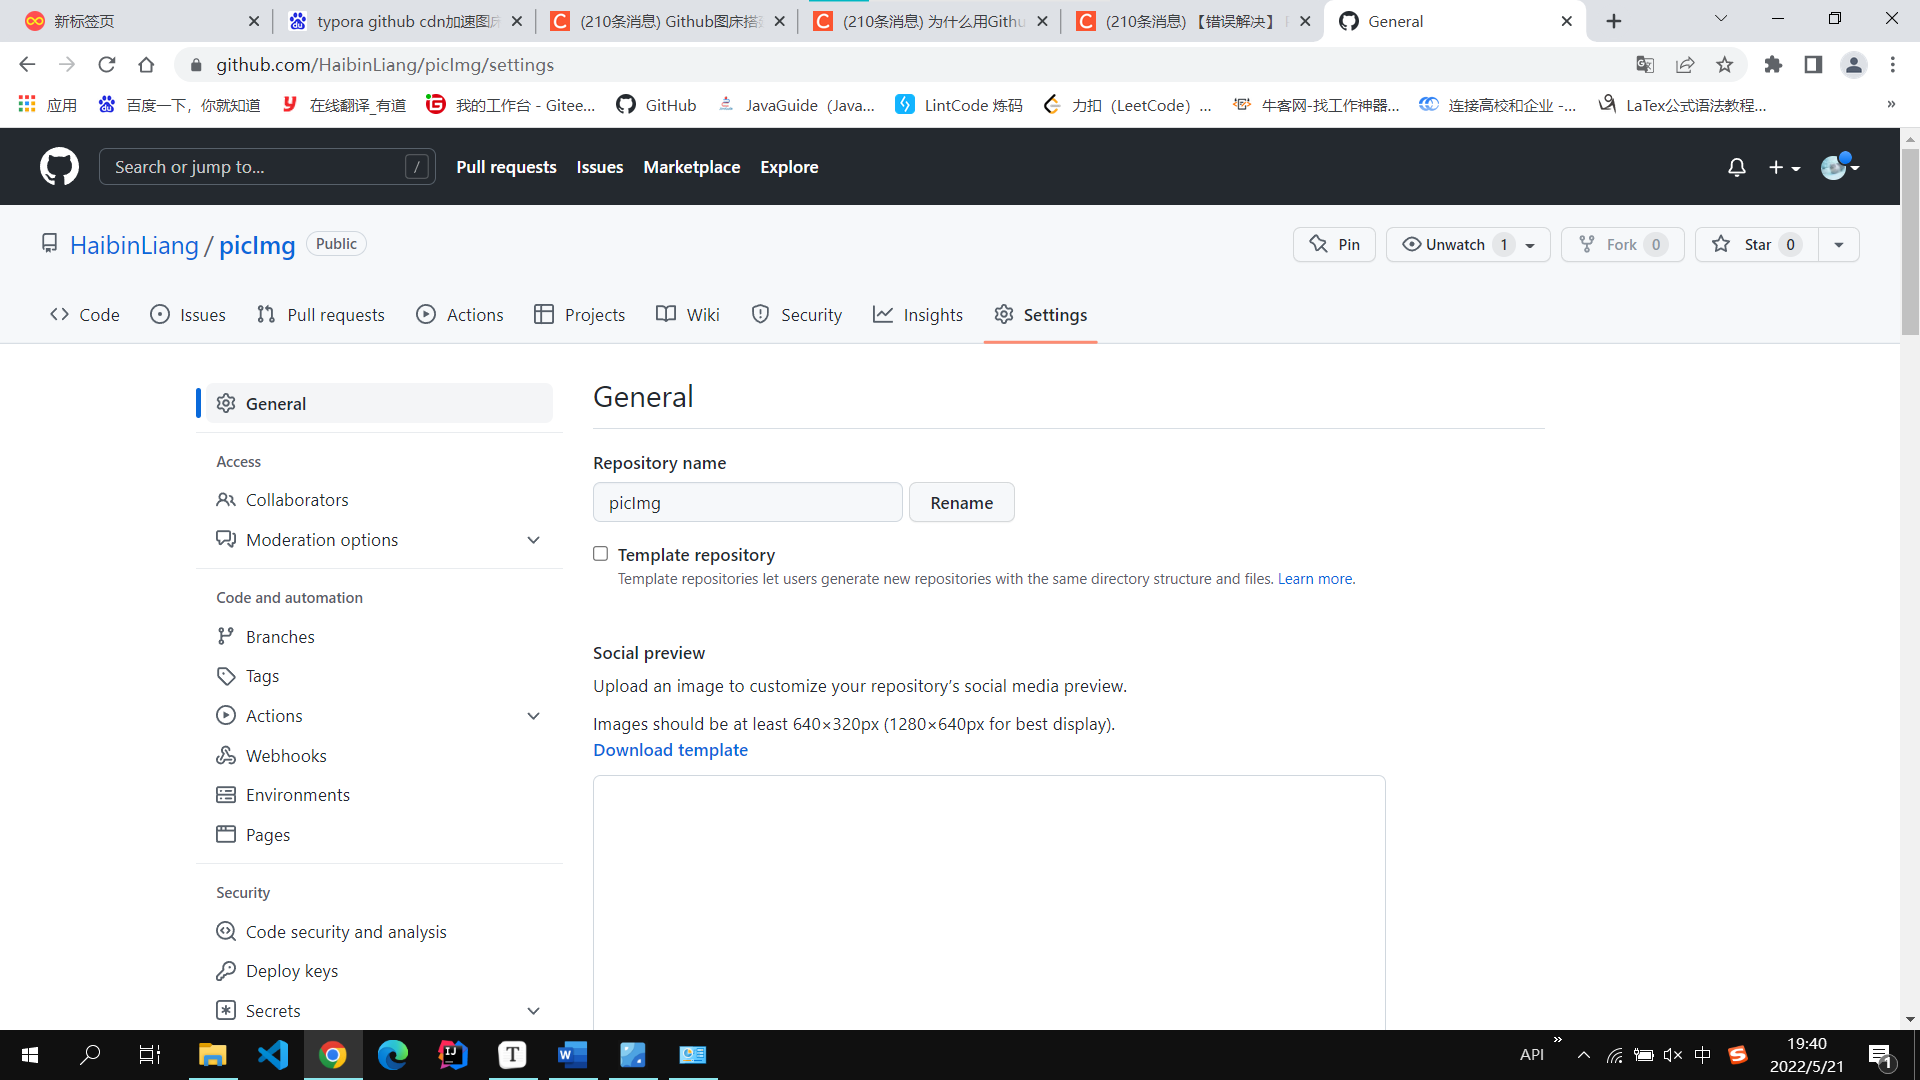 新标签页
typora github cdn加速图床
(210条消息) Github图床搭
(210条消息) 为什么用Githu
(210条消息) 【错误解决】
General
github.com/HaibinLiang/picImg/settings
应用
百度一下，你就知道
在线翻译_有道
我的工作台 - Gitee...
GitHub
JavaGuide（Java...
LintCode 炼码
力扣（LeetCode）...
牛客网-找工作神器...
连接高校和企业 -...
LaTex公式语法教程...
»
Search or jump to...
/
Pull requests
Issues
Marketplace
Explore
HaibinLiang / picImg
Public
Pin
Unwatch 1
Fork 0
Star 0
Code
Issues
Pull requests
Actions
Projects
Wiki
Security
Insights
Settings
General
Access
Collaborators
Moderation options
Code and automation
Branches
Tags
Actions
Webhooks
Environments
Pages
Security
Code security and analysis
Deploy keys
Secrets
General
Repository name
picImg
Rename
Template repository
Template repositories let users generate new repositories with the same directory structure and files. Learn more.
Social preview
Upload an image to customize your repository’s social media preview.
Images should be at least 640×320px (1280×640px for best display).
Download template
API
»
中
19:40
2022/5/21
1